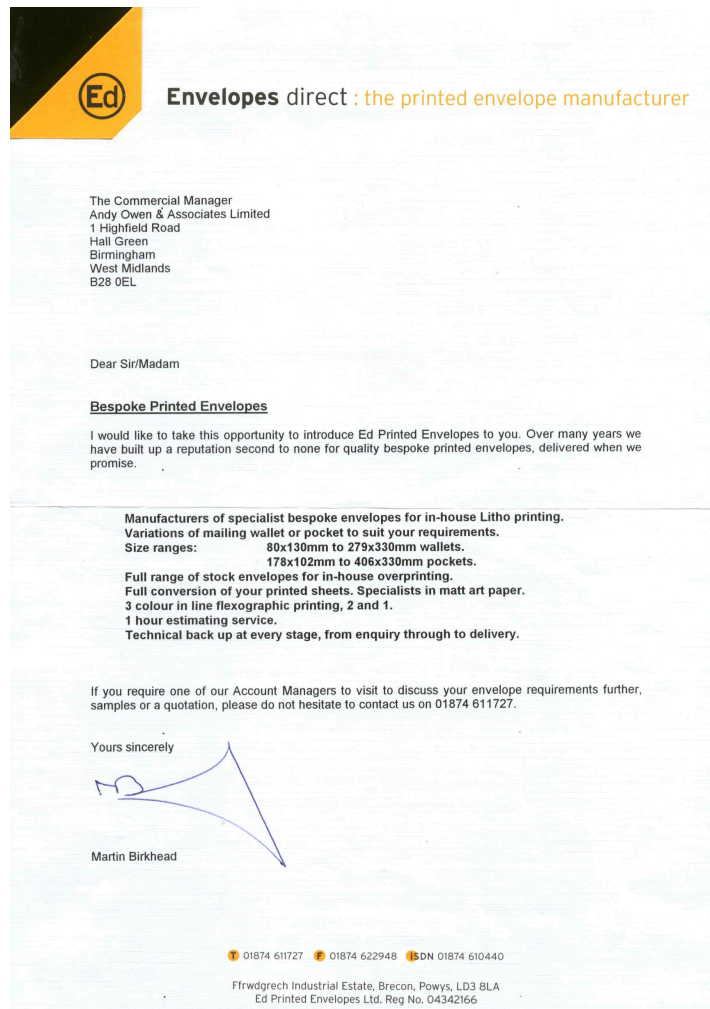 Ed
Envelopes direct : the printed envelope manufacturer
The Commercial Manager
Andy Owen & Associates Limited
1 Highfield Road
Hall Green
Birmingham
West Midlands
B28 0EL
Dear Sir/Madam
Bespoke Printed Envelopes
I would like to take this opportunity to introduce Ed Printed Envelopes to you. Over many years we
have built up a reputation second to none for quality bespoke printed envelopes, delivered when we
promise.
Manufacturers of specialist bespoke envelopes for in-house Litho printing.
Variations of mailing wallet or pocket to suit your requirements.
Size ranges: 80x130mm to 279x330mm wallets.
178x102mm to 406x330mm pockets.
Full range of stock envelopes for in-house overprinting.
Full conversion of your printed sheets. Specialists in matt art paper.
3 colour in line flexographic printing, 2 and 1.
1 hour estimating service.
Technical back up at every stage, from enquiry through to delivery.
If you require one of our Account Managers to visit to discuss your envelope requirements further,
samples or a quotation, please do not hesitate to contact us on 01874 611727.
Yours sincerely
Martin Birkhead
T 01874 611727 F 01874 622948 iSDN 01874 610440
Ffrwdgrech Industrial Estate, Brecon, Powys, LD3 8LA
Ed Printed Envelopes Ltd. Reg No. 04342166